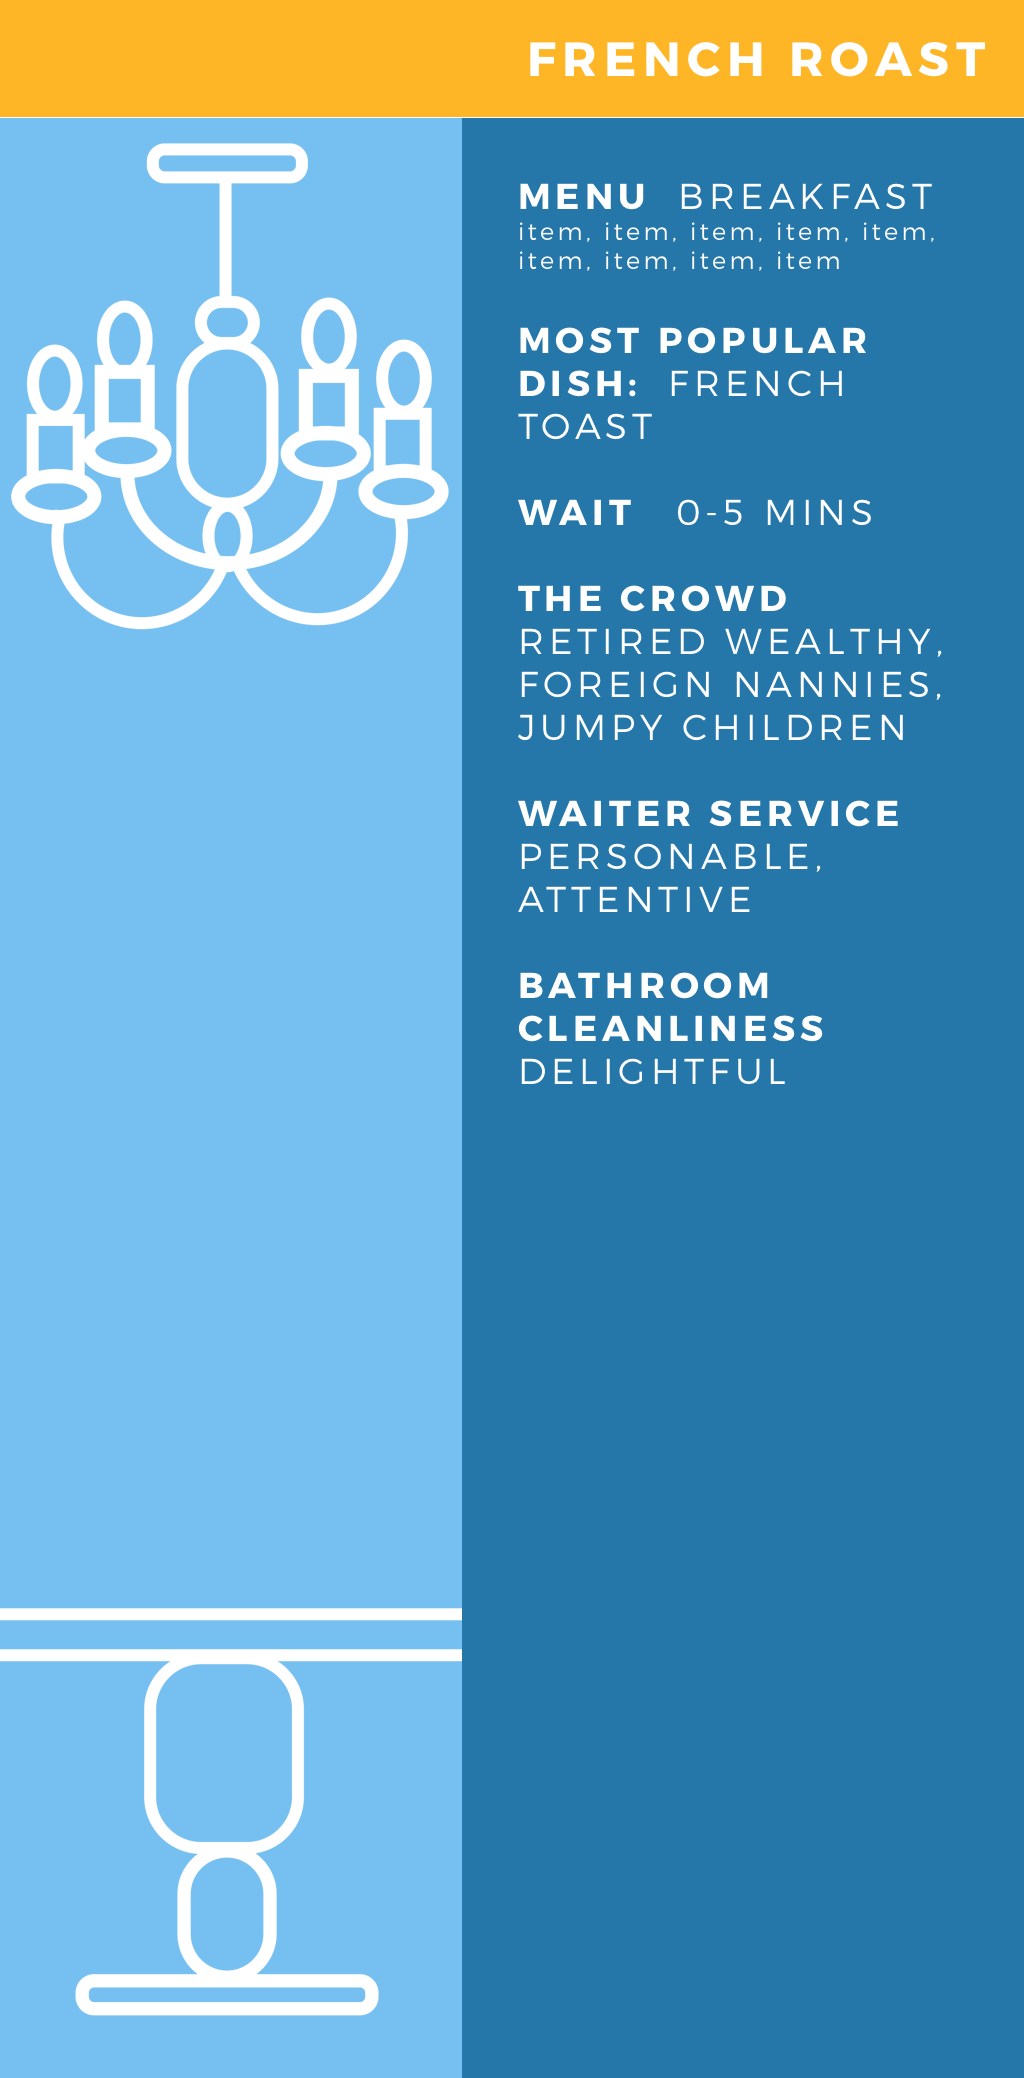 FRENCH ROAST
MENU BREAKFAST
item, item, item, item, item,
item, item, item, item
MOST POPULAR
DISH: FRENCH
TOAST
WAIT 0-5 MINS
THE CROWD
RETIRED WEALTHY,
FOREIGN NANNIES,
JUMPY CHILDREN
WAITER SERVICE
PERSONABLE,
ATTENTIVE
BATHROOM
CLEANLINESS
DELIGHTFUL